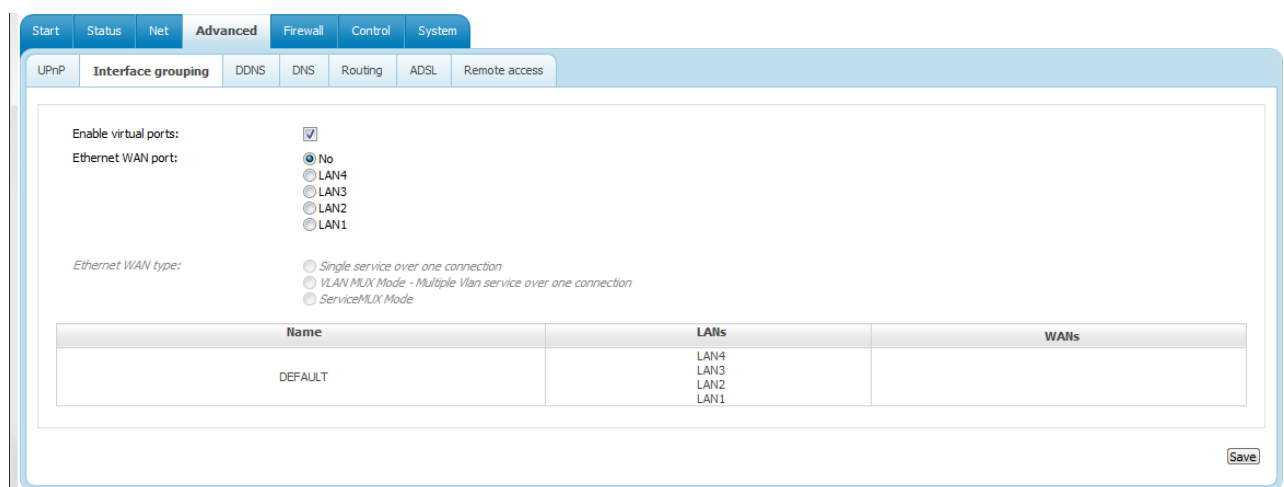 Start Status Net Advanced Firewall Control System
UPnP Interface grouping DDNS DNS Routing ADSL Remote access
Enable virtual ports:
Ethernet WAN port: No
LAN4
LAN3
LAN2
LAN1
Ethernet WAN type: Single service over one connection
VLAN MUX Mode - Multiple Vlan service over one connection
ServiceMUX Mode
Name LANs WANs
DEFAULT LAN4
LAN3
LAN2
LAN1
Save